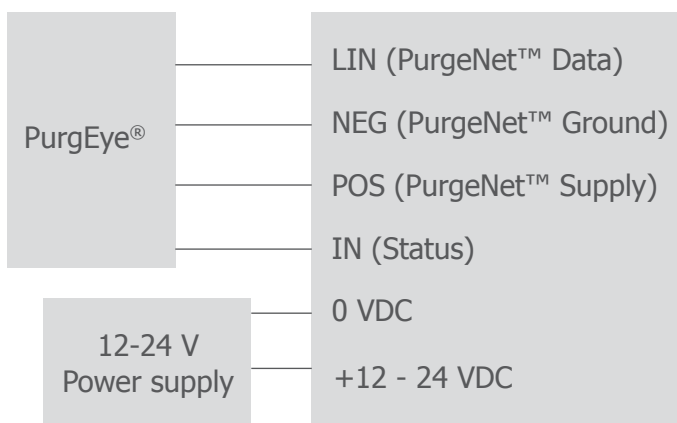 PurgEye®
LIN (PurgeNet™ Data)
NEG (PurgeNet™ Ground)
POS (PurgeNet™ Supply)
IN (Status)
12-24 V
Power supply
0 VDC
+12 - 24 VDC